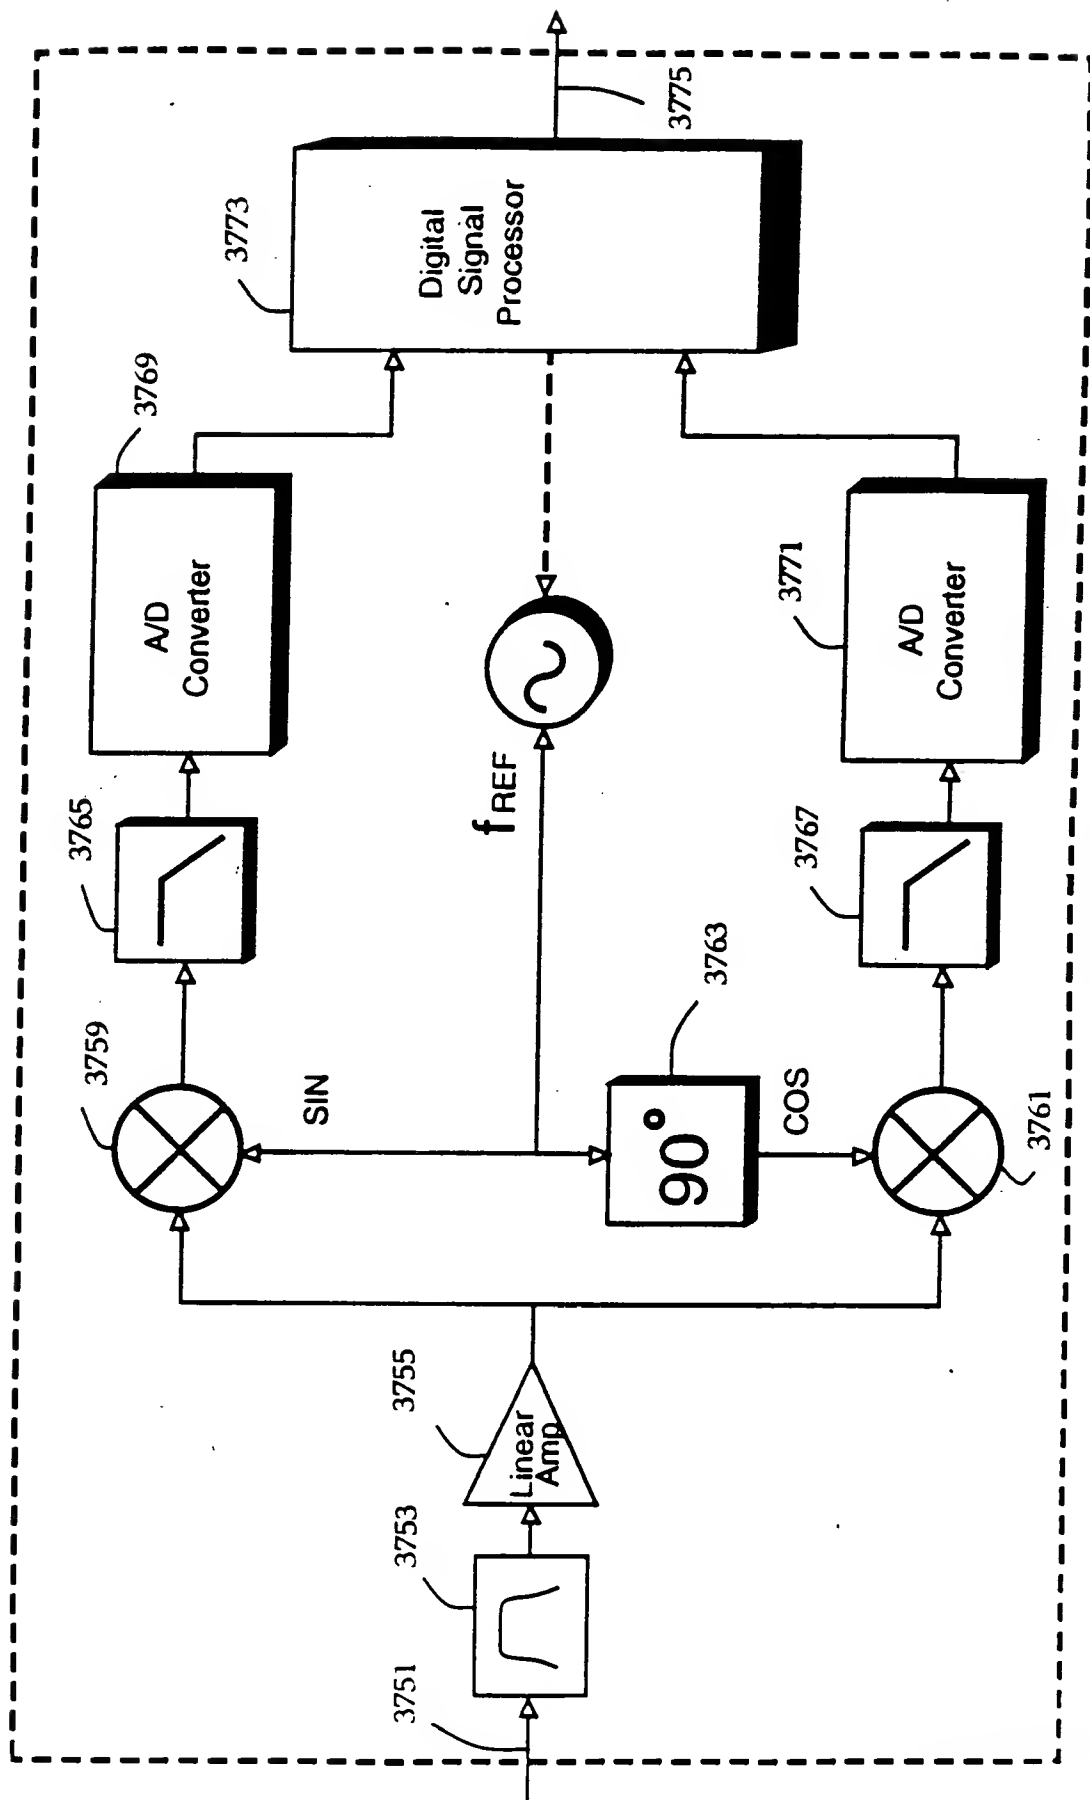 3751
3753
3755
Linear
Amp
3759
SIN
3765
3769
A/D
Converter
f REF
90°
3763
COS
3761
3767
3771
A/D
Converter
3773
Digital
Signal
Processor
3775